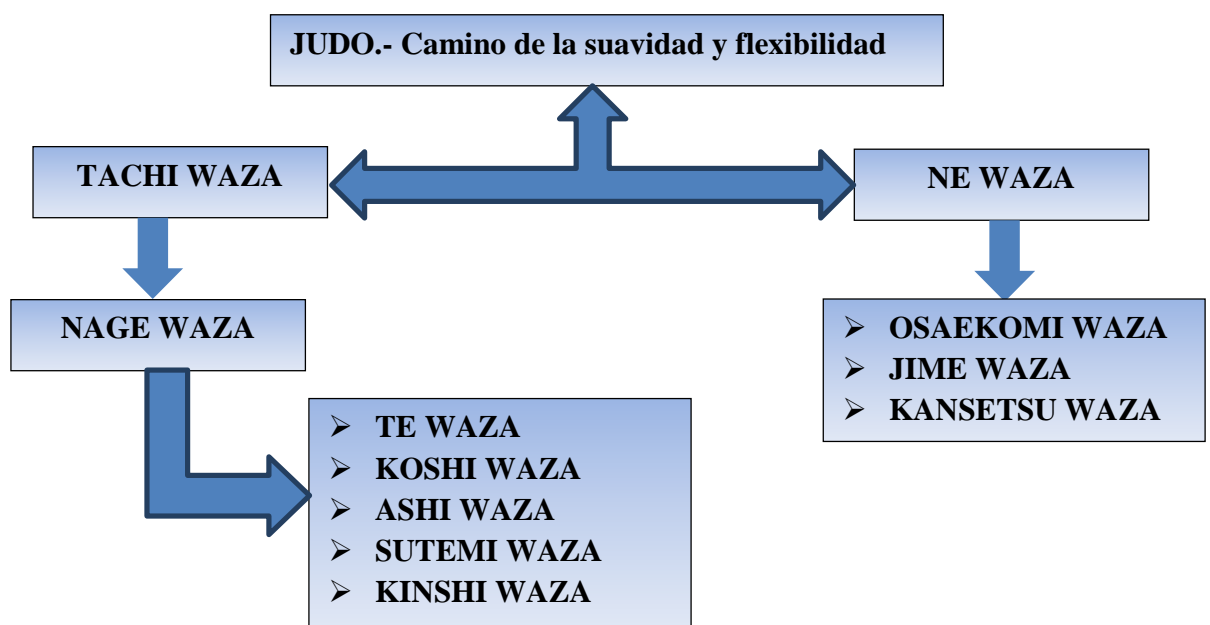 JUDO.- Camino de la suavidad y flexibilidad
TACHI WAZA
NE WAZA
NAGE WAZA
➢ OSAEKOMI WAZA
➢ JIME WAZA
➢ KANSETSU WAZA
➢ TE WAZA
➢ KOSHI WAZA
➢ ASHI WAZA
➢ SUTEMI WAZA
➢ KINSHI WAZA